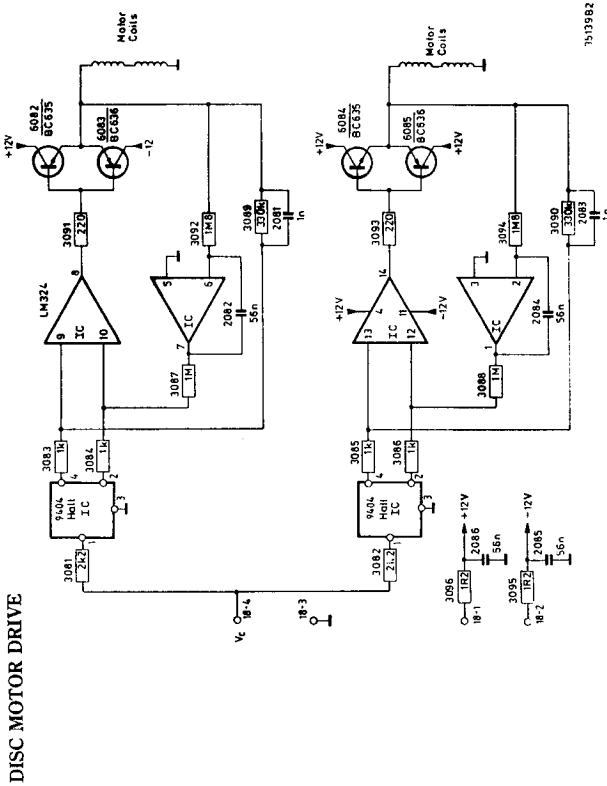 DISC MOTOR DRIVE
+12V
6082
BC635
6083
BC636
-12
Motor
Coils
LM324
9
10
IC
8
3091
220
3092
1M8
3089
330k
2081
1n
5
6
IC
7
2082
56n
3087
1M
3083
1k
3084
1k
4
2
9404
Hall
IC
3
1
3081
2k2
+12V
6084
BC635
6085
BC636
+12V
Motor
Coils
+12V
4
13
12
IC
14
11
-12V
3093
220
3094
1M8
3090
330k
2083
1n
3
2
IC
1
2084
56n
3088
1M
3085
1k
3086
1k
4
2
9404
Hall
IC
3
1
3082
Vc
18-4
18-3
3096
1R2
18-1
+12V
2086
56n
3095
1R2
18-2
-12V
2085
56n
35139B2